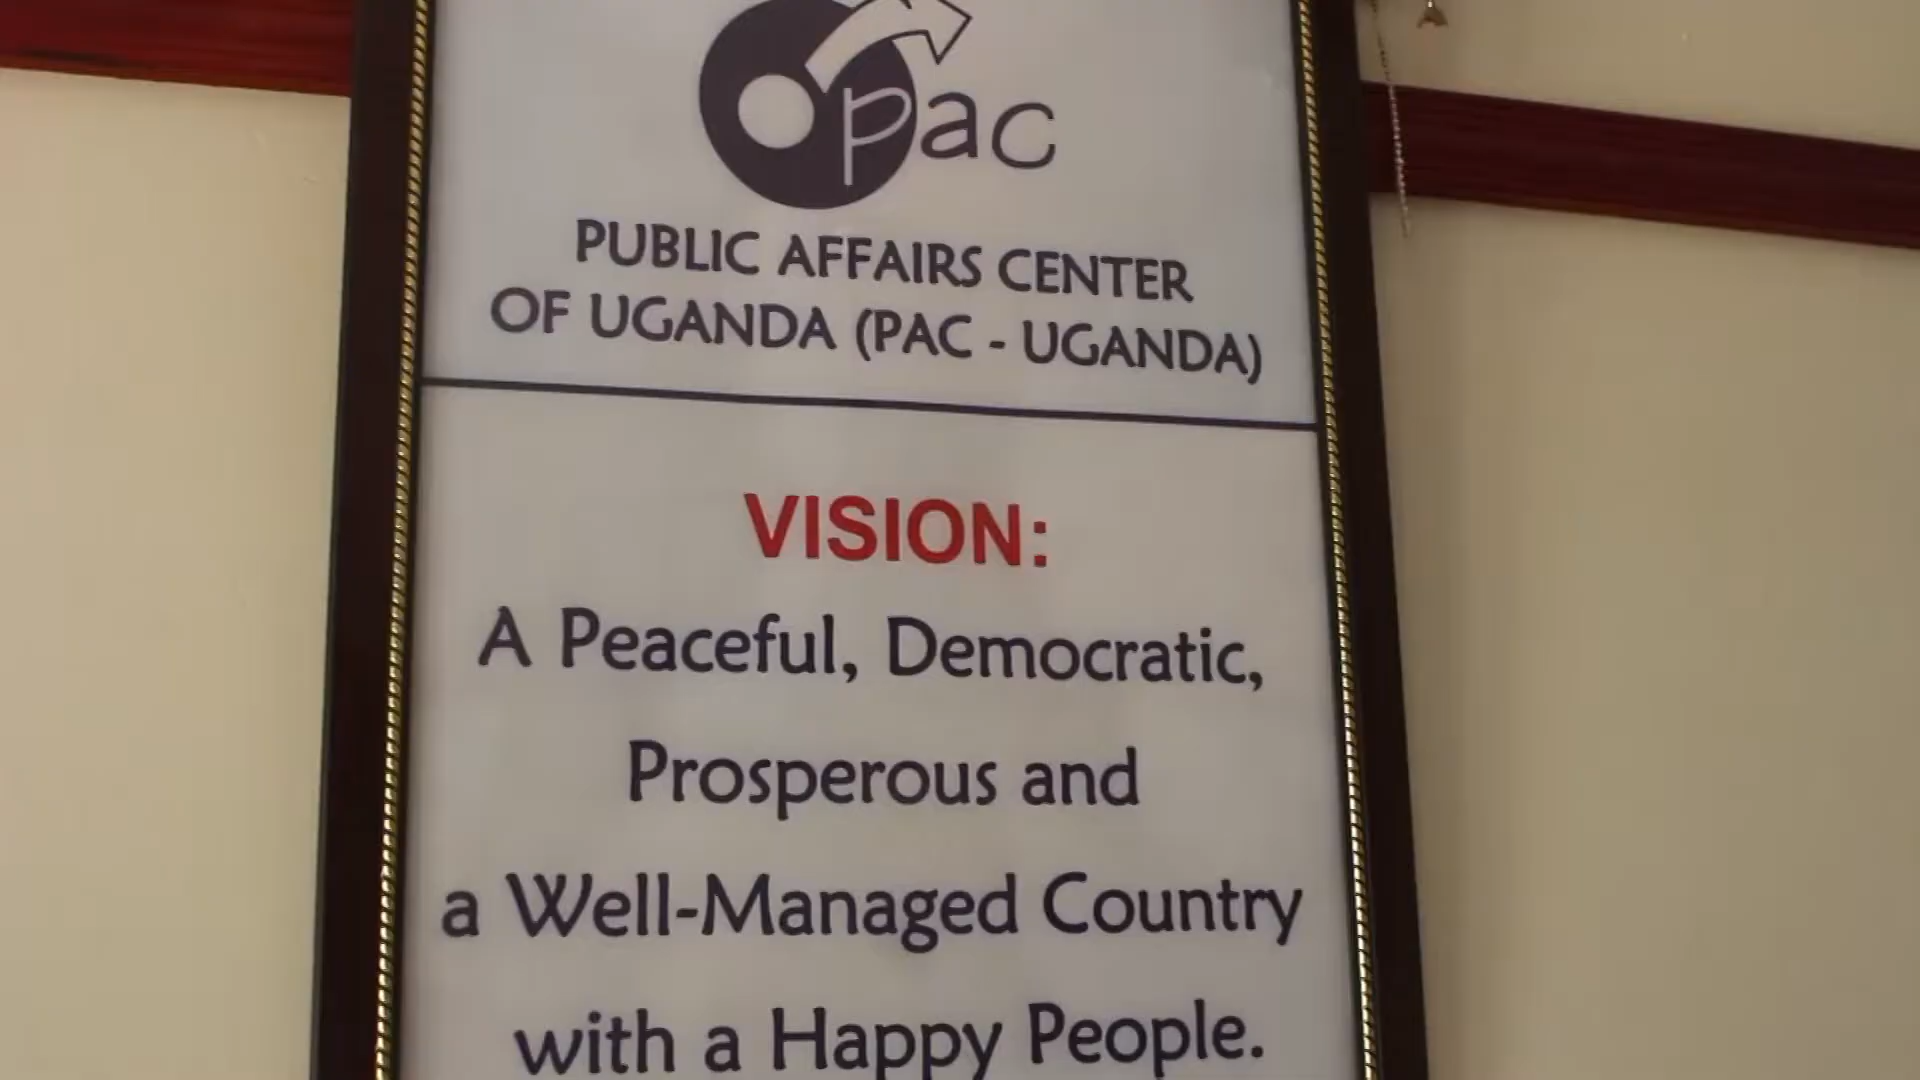 pac
PUBLIC AFFAIRS CENTER
OF UGANDA (PAC - UGANDA)
VISION:
A Peaceful, Democratic,
Prosperous and
a Well-Managed Country
with a Happy People.